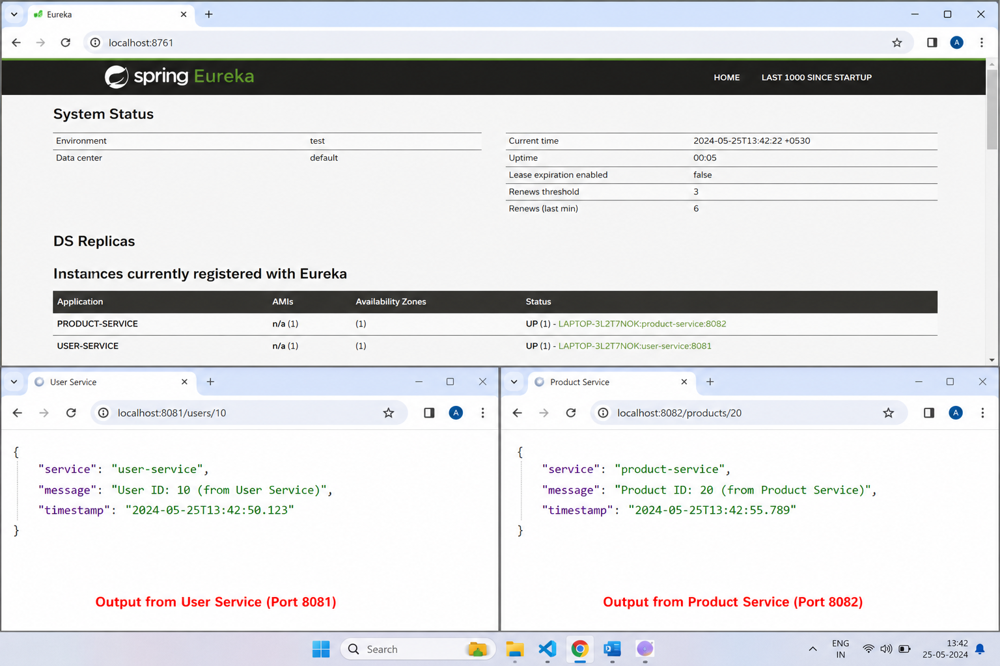 Eureka
localhost:8761
A
spring Eureka
HOME LAST 1000 SINCE STARTUP
System Status
Environment test
Data center default
Current time 2024-05-25T13:42:22 +0530
Uptime 00:05
Lease expiration enabled false
Renews threshold 3
Renews (last min) 6
DS Replicas
Instances currently registered with Eureka
Application AMIs Availability Zones Status
PRODUCT-SERVICE n/a (1) (1) UP (1) - LAPTOP-3L2T7NOK:product-service:8082
USER-SERVICE n/a (1) (1) UP (1) - LAPTOP-3L2T7NOK:user-service:8081
User Service
localhost:8081/users/10
A
{
"service": "user-service",
"message": "User ID: 10 (from User Service)",
"timestamp": "2024-05-25T13:42:50.123"
}
Output from User Service (Port 8081)
Product Service
localhost:8082/products/20
A
{
"service": "product-service",
"message": "Product ID: 20 (from Product Service)",
"timestamp": "2024-05-25T13:42:55.789"
}
Output from Product Service (Port 8082)
Search
ENG
IN
13:42
25-05-2024